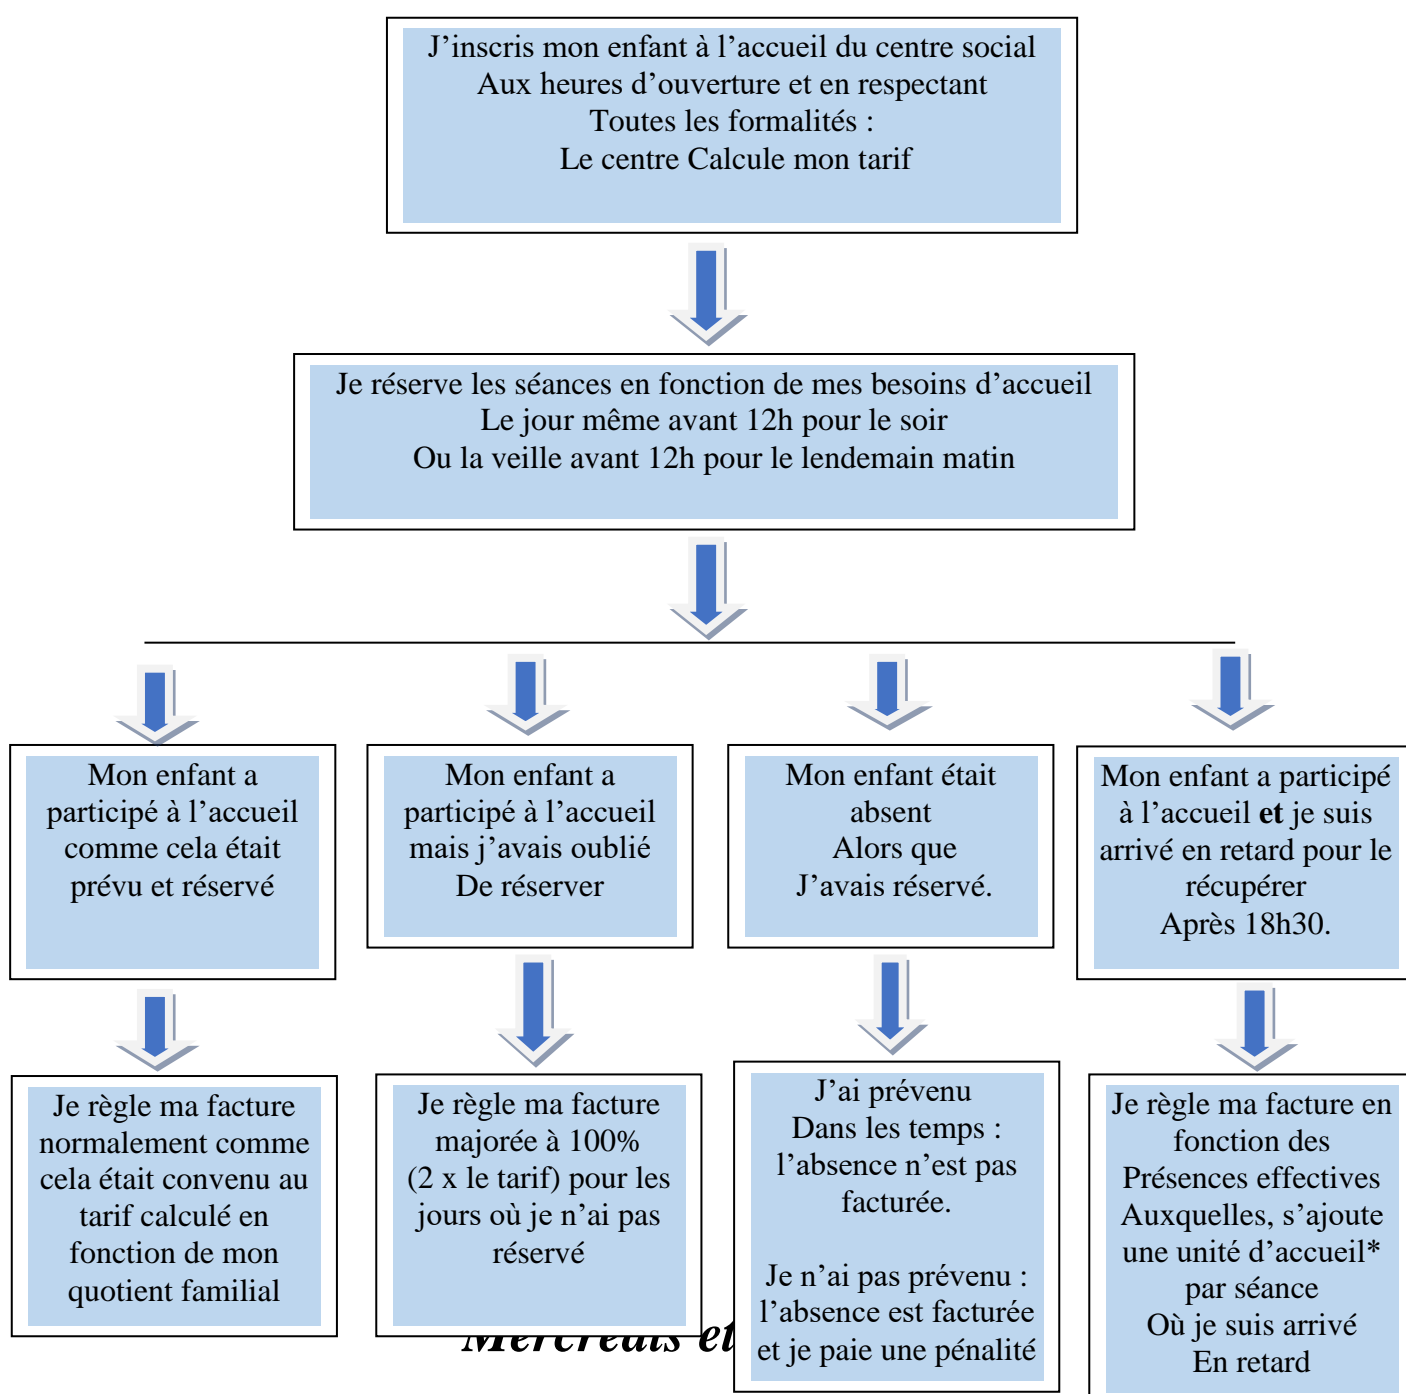 J’inscris mon enfant à l’accueil du centre social
Aux heures d’ouverture et en respectant
Toutes les formalités :
Le centre Calcule mon tarif
Je réserve les séances en fonction de mes besoins d’accueil
Le jour même avant 12h pour le soir
Ou la veille avant 12h pour le lendemain matin
Mon enfant a
participé à l’accueil
comme cela était
prévu et réservé
Mon enfant a
participé à l’accueil
mais j’avais oublié
De réserver
Mon enfant était
absent
Alors que
J’avais réservé.
Mon enfant a participé
à l’accueil et je suis
arrivé en retard pour le
récupérer
Après 18h30.
Je règle ma facture
normalement comme
cela était convenu au
tarif calculé en
fonction de mon
quotient familial
Je règle ma facture
majorée à 100%
(2 x le tarif) pour les
jours où je n’ai pas
réservé
J’ai prévenu
Dans les temps :
l’absence n’est pas
facturée.
Je n’ai pas prévenu :
l’absence est facturée
et je paie une pénalité
Je règle ma facture en
fonction des
Présences effectives
Auxquelles, s’ajoute
une unité d’accueil*
par séance
Où je suis arrivé
En retard
Mercredis et